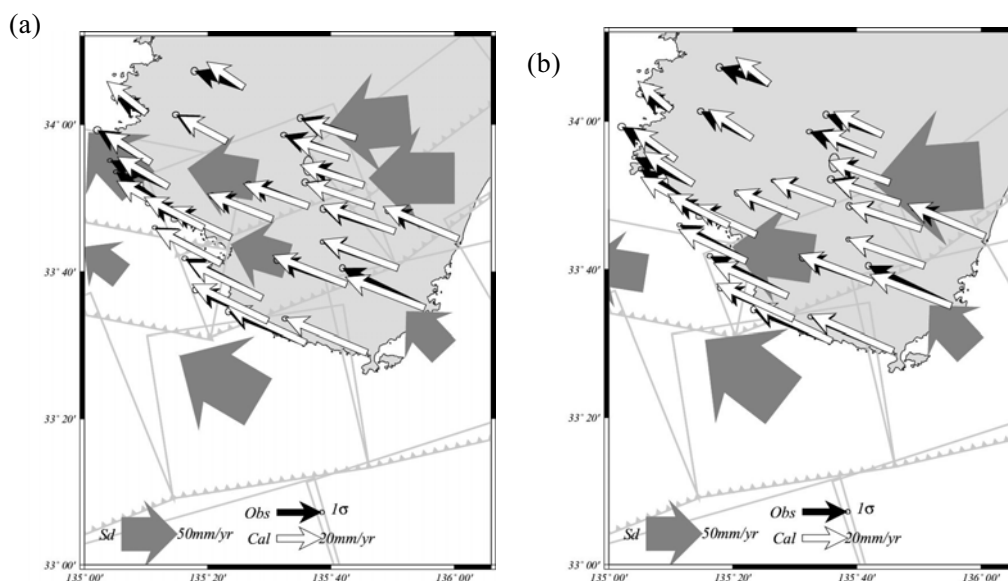 (a)
34° 00'
33° 40'
33° 20'
33° 00'
135° 00'
135° 20'
135° 40'
136° 00'
Sd
50mm/yr
Obs
1σ
Cal
20mm/yr
(b)
34° 00'
33° 40'
33° 20'
33° 00'
135° 00'
135° 20'
135° 40'
136° 00'
Sd
50mm/yr
Obs
1σ
Cal
20mm/yr